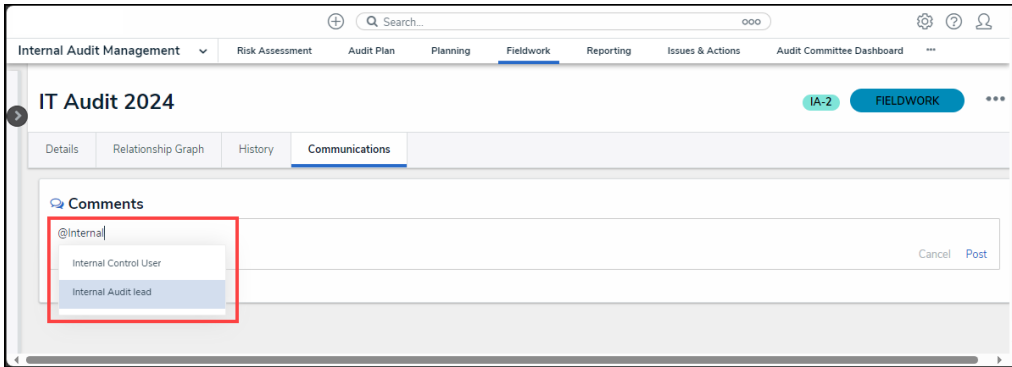 Search...
Internal Audit Management Risk Assessment Audit Plan Planning Fieldwork Reporting Issues & Actions Audit Committee Dashboard
IT Audit 2024 IA-2 FIELDWORK
Details Relationship Graph History Communications
Comments
@Internal
Cancel Post
Internal Control User
Internal Audit lead